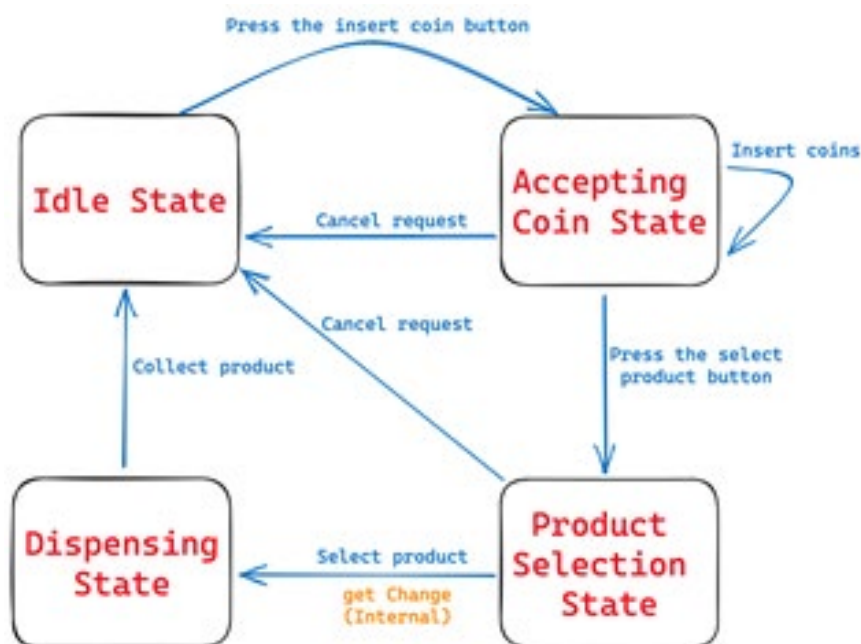 Press the insert coin button
Idle State
Accepting
Coin State
Insert coins
Cancel request
Cancel request
Collect product
Press the select
product button
Dispensing
State
Select product
get Change
(Internal)
Product
Selection
State